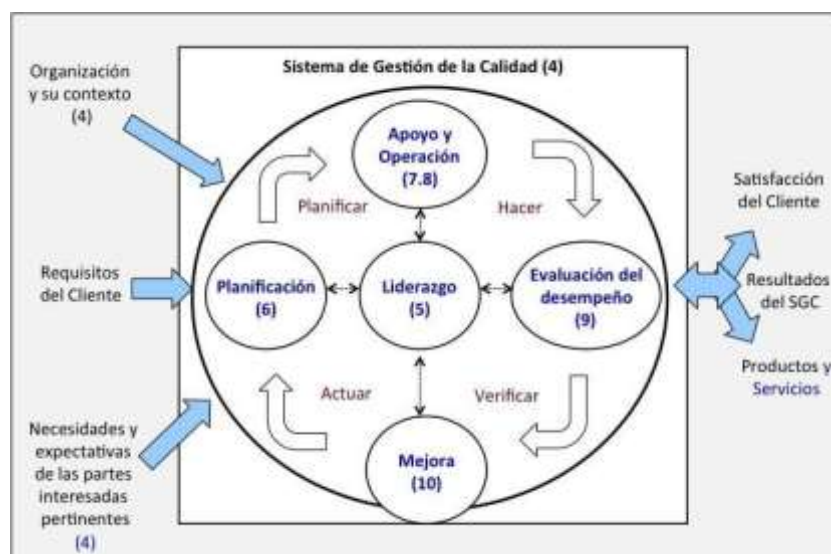 Sistema de Gestión de la Calidad (4)
Organización
y su contexto
(4)
Apoyo y
Operación
(7.8)
Planificar
Hacer
Satisfacción
del Cliente
Requisitos
del Cliente
Planificación
(6)
Liderazgo
(5)
Evaluación del
desempeño
(9)
Resultados
del SGC
Actuar
Verificar
Productos y
Servicios
Necesidades y
expectativas
de las partes
interesadas
pertinentes
(4)
Mejora
(10)